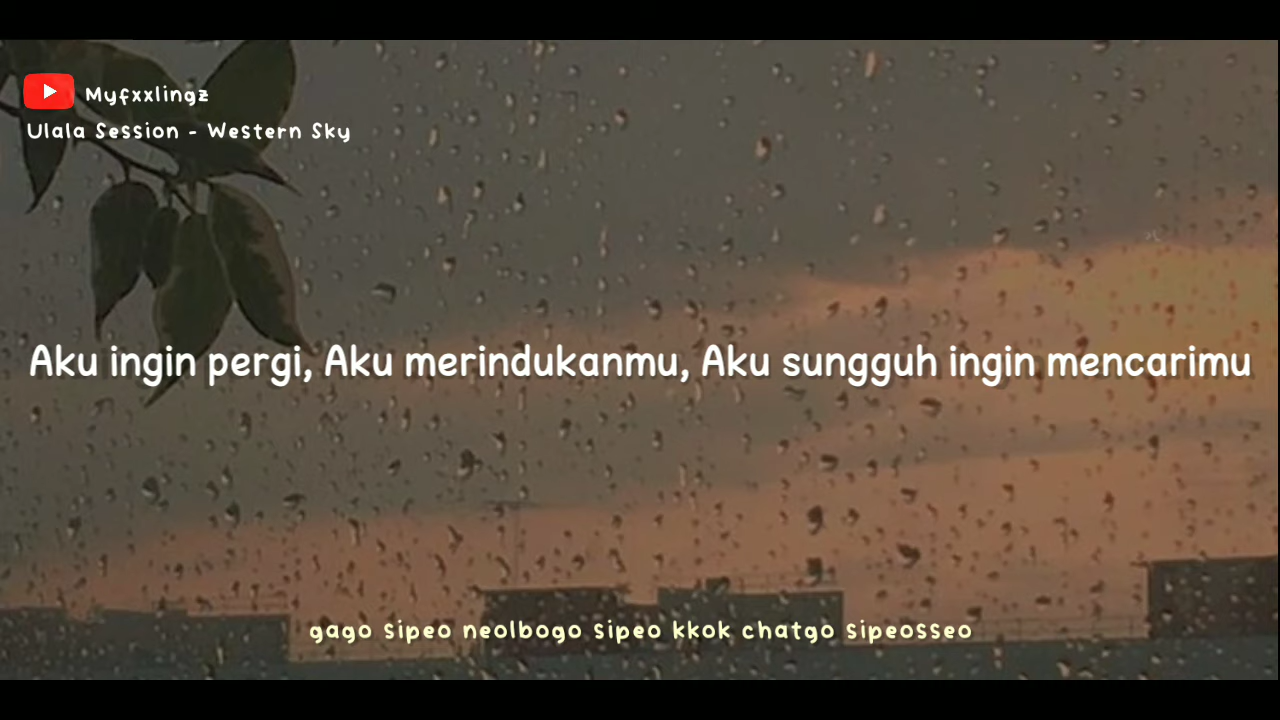 Myfxxlingz
Ulala Session - Western Sky
Aku ingin pergi, Aku merindukanmu, Aku sungguh ingin mencarimu
gago sipeo neolbogo sipeo kkok chatgo sipeosseo